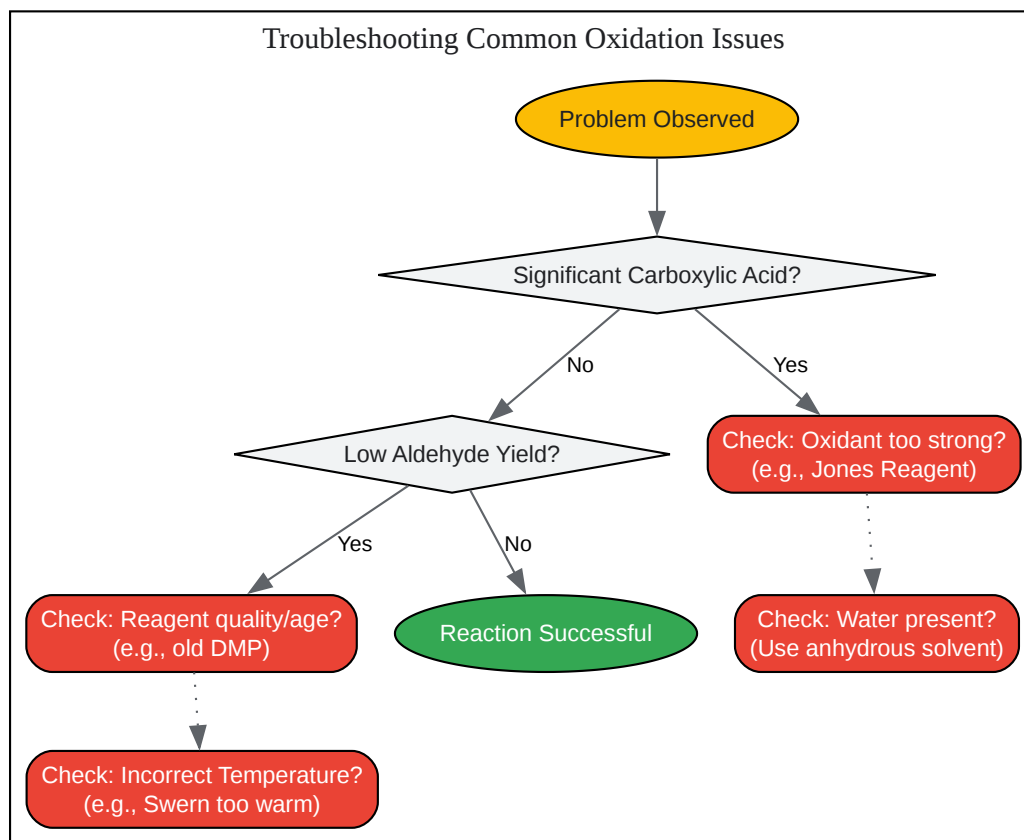 Troubleshooting Common Oxidation Issues
Problem Observed
Significant Carboxylic Acid?
No
Yes
Low Aldehyde Yield?
Check: Oxidant too strong?
(e.g., Jones Reagent)
Yes
No
Check: Reagent quality/age?
(e.g., old DMP)
Reaction Successful
Check: Water present?
(Use anhydrous solvent)
Check: Incorrect Temperature?
(e.g., Swern too warm)